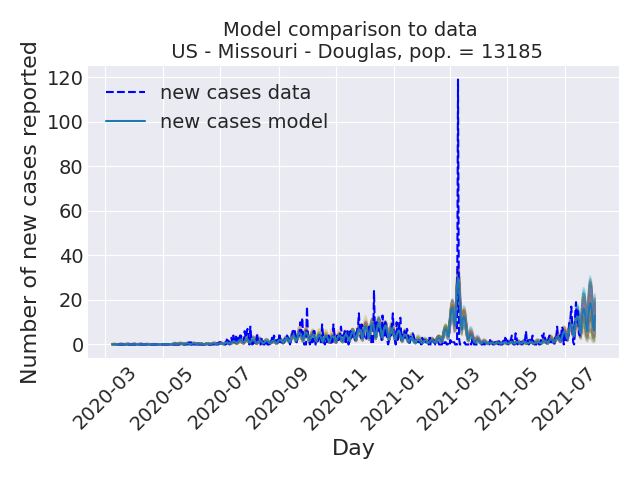 Model comparison to data
US - Missouri - Douglas, pop. = 13185
Number of new cases reported
120
100
80
60
40
20
0
new cases data
new cases model
2020-03
2020-05
2020-07
2020-09
2020-11
2021-01
2021-03
2021-05
2021-07
Day